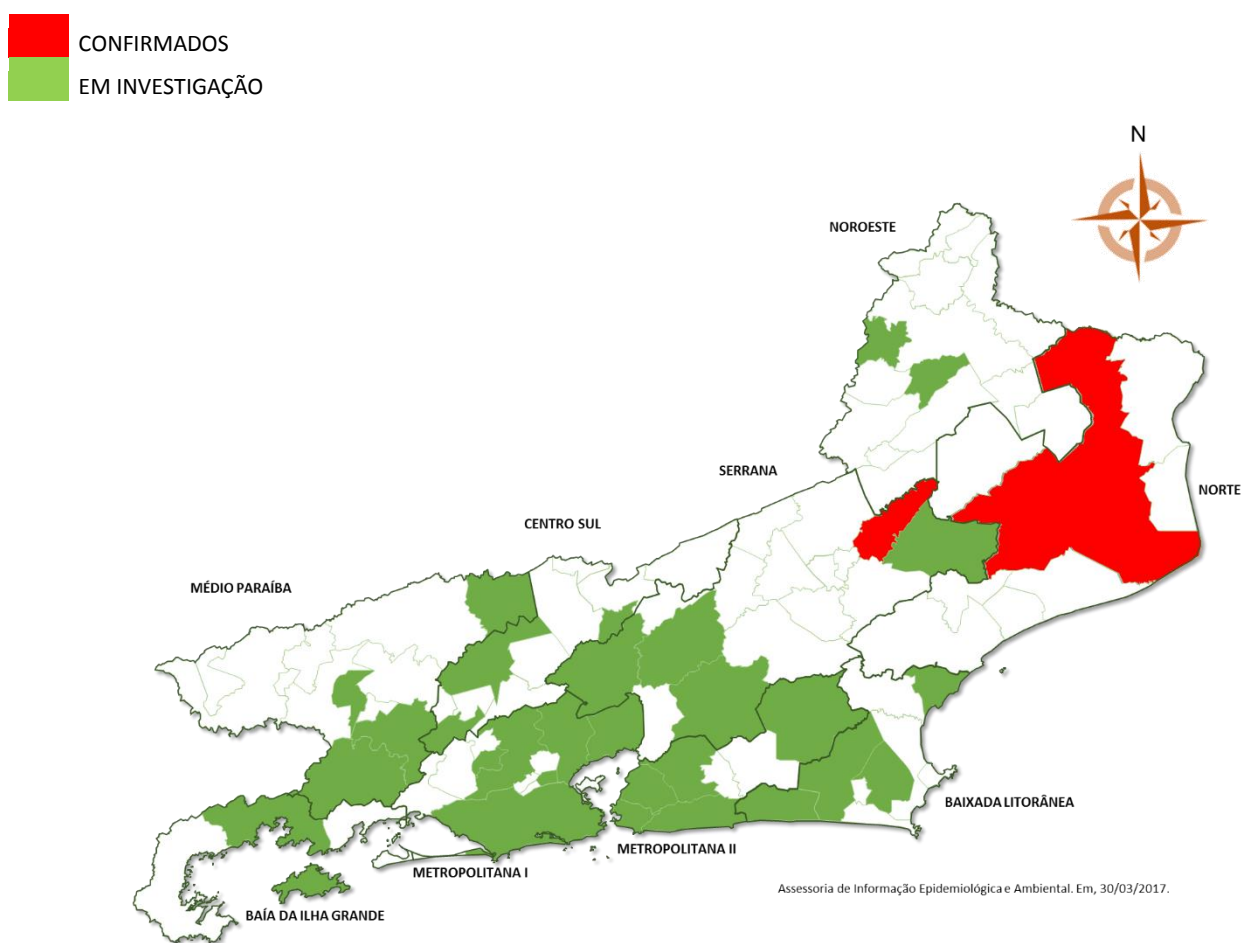 CONFIRMADOS
EM INVESTIGAÇÃO
N
NOROESTE
SERRANA
NORTE
CENTRO SUL
MÉDIO PARAÍBA
BAIXADA LITORÂNEA
METROPOLITANA II
METROPOLITANA I
BAÍA DA ILHA GRANDE
Assessoria de Informação Epidemiológica e Ambiental. Em, 30/03/2017.